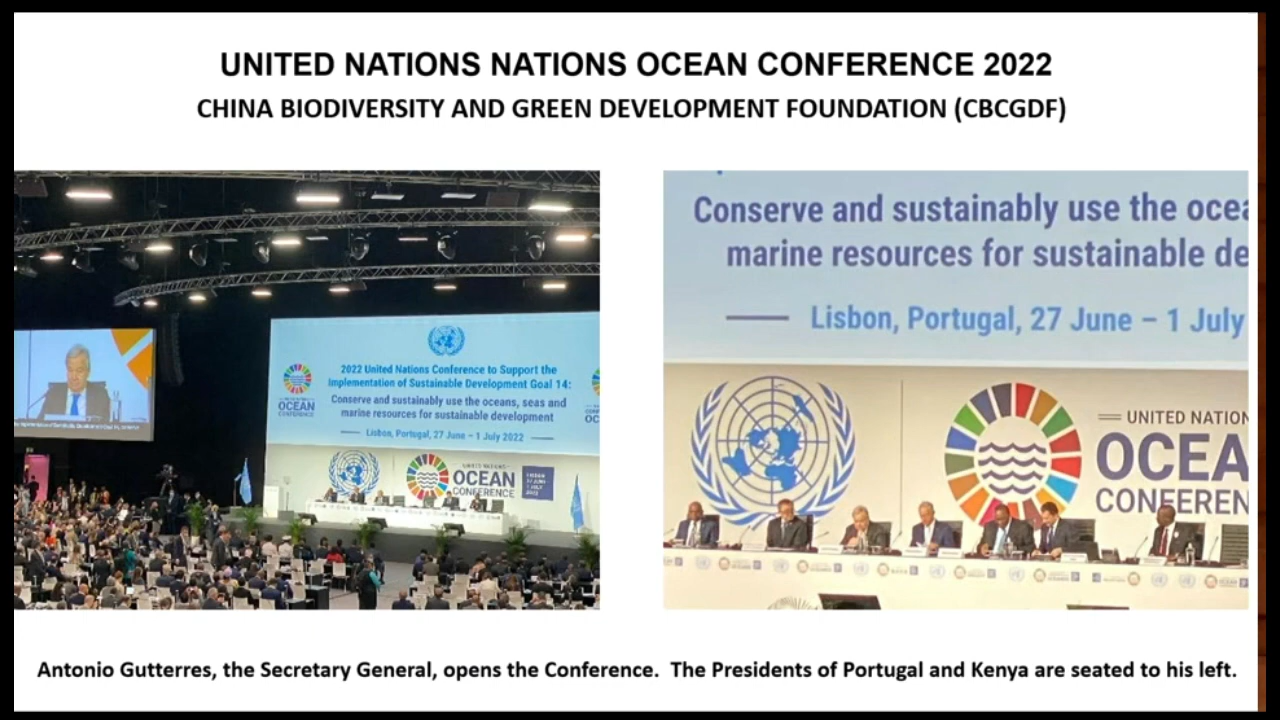 UNITED NATIONS NATIONS OCEAN CONFERENCE 2022
CHINA BIODIVERSITY AND GREEN DEVELOPMENT FOUNDATION (CBCGDF)
2022 United Nations Conference to Support the
Implementation of Sustainable Development Goal 14:
Conserve and sustainably use the oceans, seas and
marine resources for sustainable development
Lisbon, Portugal, 27 June – 1 July 2022
OCEAN
CONFERENCE
UNITED NATIONS
OCEAN
CONFERENCE
Conserve and sustainably use the ocea
marine resources for sustainable de
Lisbon, Portugal, 27 June – 1 July
UNITED NATION
OCEA
CONFEREN
Antonio Gutterres, the Secretary General, opens the Conference. The Presidents of Portugal and Kenya are seated to his left.